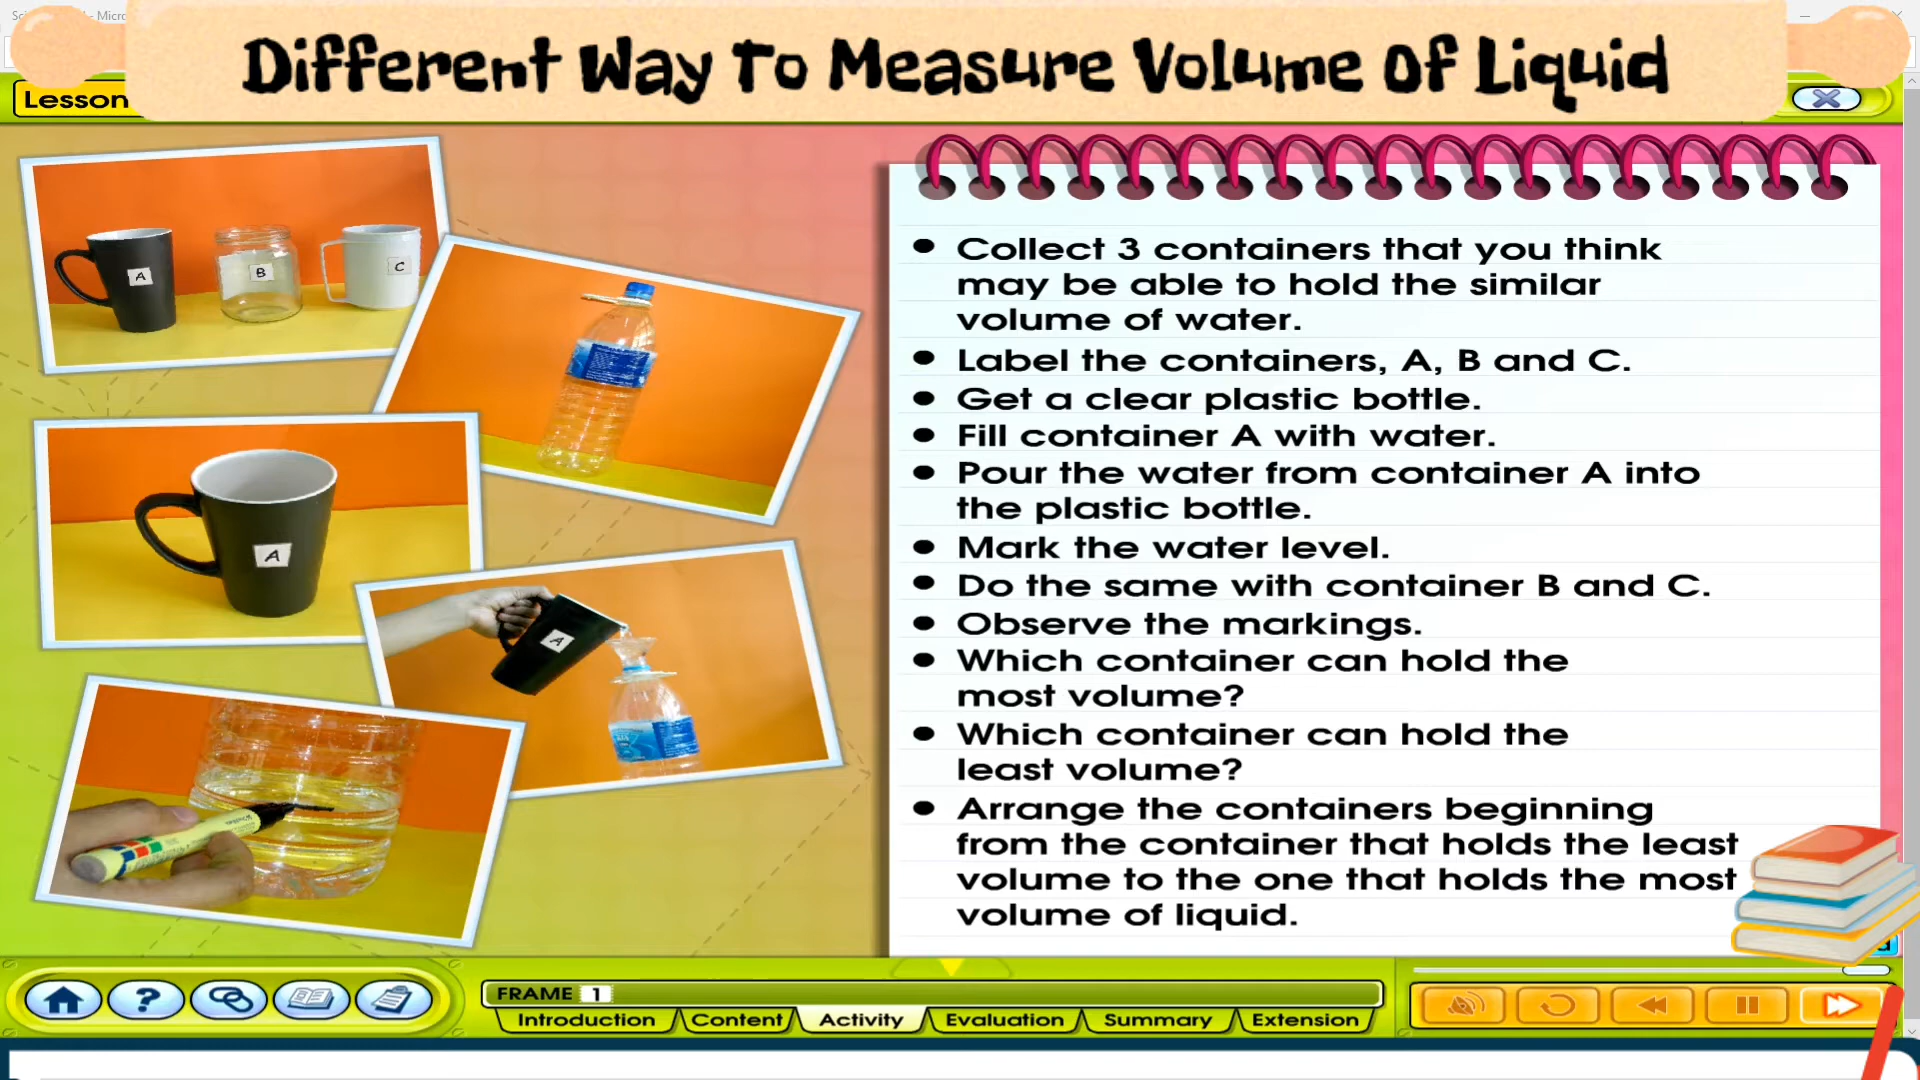 Different Way To Measure Volume Of Liquid
Lesson
A
B
C
A
A
• Collect 3 containers that you think
may be able to hold the similar
volume of water.
• Label the containers, A, B and C.
• Get a clear plastic bottle.
• Fill container A with water.
• Pour the water from container A into
the plastic bottle.
• Mark the water level.
• Do the same with container B and C.
• Observe the markings.
• Which container can hold the
most volume?
• Which container can hold the
least volume?
• Arrange the containers beginning
from the container that holds the least
volume to the one that holds the most
volume of liquid.
?
FRAME 1
Introduction
Content
Activity
Evaluation
Summary
Extension